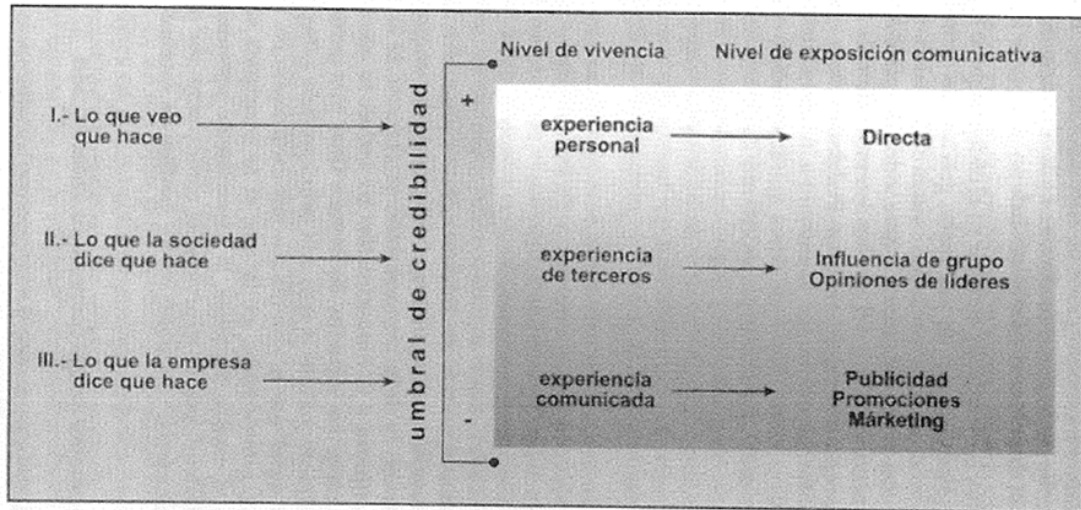 Nivel de vivencia
Nivel de exposición comunicativa
I.- Lo que veo
que hace
umbral de credibilidad
+
experiencia
personal
Directa
II.- Lo que la sociedad
dice que hace
experiencia
de terceros
Influencia de grupo
Opiniones de líderes
III.- Lo que la empresa
dice que hace
-
experiencia
comunicada
Publicidad
Promociones
Márketing